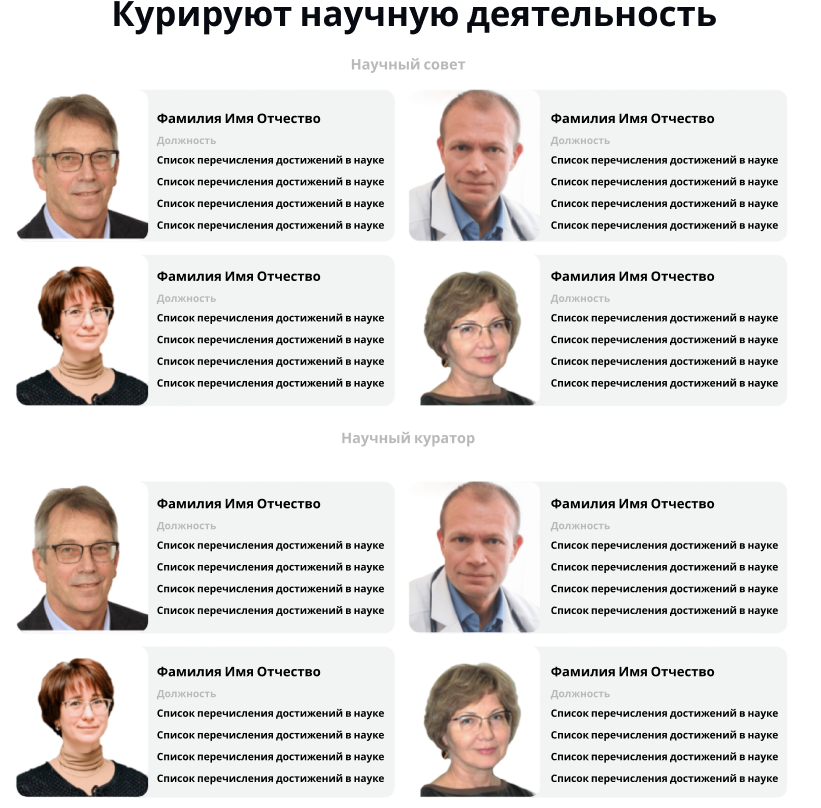 Курируют научную деятельность
Научный совет
Фамилия Имя Отчество
Должность
Список перечисления достижений в науке
Список перечисления достижений в науке
Список перечисления достижений в науке
Список перечисления достижений в науке
Фамилия Имя Отчество
Должность
Список перечисления достижений в науке
Список перечисления достижений в науке
Список перечисления достижений в науке
Список перечисления достижений в науке
Фамилия Имя Отчество
Должность
Список перечисления достижений в науке
Список перечисления достижений в науке
Список перечисления достижений в науке
Список перечисления достижений в науке
Фамилия Имя Отчество
Должность
Список перечисления достижений в науке
Список перечисления достижений в науке
Список перечисления достижений в науке
Список перечисления достижений в науке
Научный куратор
Фамилия Имя Отчество
Должность
Список перечисления достижений в науке
Список перечисления достижений в науке
Список перечисления достижений в науке
Список перечисления достижений в науке
Фамилия Имя Отчество
Должность
Список перечисления достижений в науке
Список перечисления достижений в науке
Список перечисления достижений в науке
Список перечисления достижений в науке
Фамилия Имя Отчество
Должность
Список перечисления достижений в науке
Список перечисления достижений в науке
Список перечисления достижений в науке
Список перечисления достижений в науке
Фамилия Имя Отчество
Должность
Список перечисления достижений в науке
Список перечисления достижений в науке
Список перечисления достижений в науке
Список перечисления достижений в науке